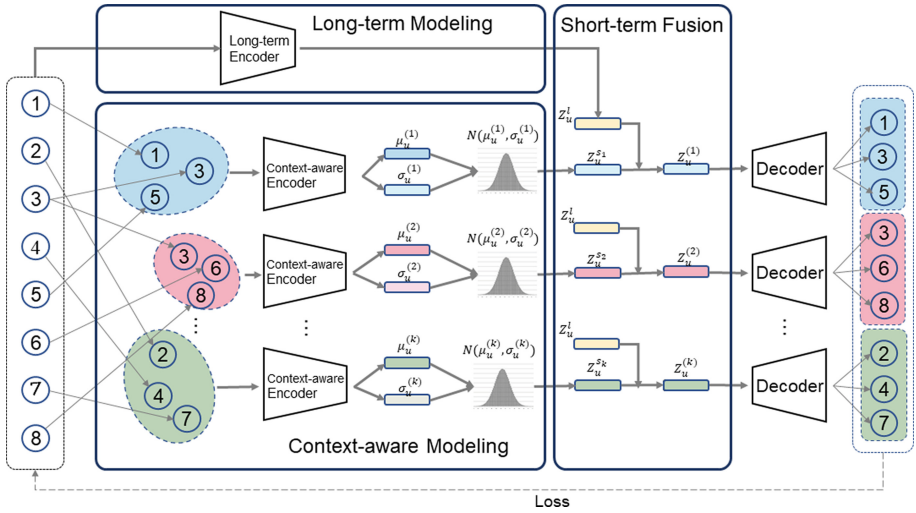 Long-term Modeling
Short-term Fusion
Long-term
Encoder
1
2
3
4
5
6
7
8
1
3
5
Context-aware
Encoder
μ_u^(1)
σ_u^(1)
N(μ_u^(1), σ_u^(1))
Z_u^l
Z_u^{s_1}
Z_u^(1)
Decoder
1
3
5
3
6
8
Context-aware
Encoder
μ_u^(2)
σ_u^(2)
N(μ_u^(2), σ_u^(2))
Z_u^l
Z_u^{s_2}
Z_u^(2)
Decoder
3
6
8
⋮
⋮
⋮
2
4
7
Context-aware
Encoder
μ_u^(k)
σ_u^(k)
N(μ_u^(k), σ_u^(k))
Z_u^l
Z_u^{s_k}
Z_u^(k)
Decoder
2
4
7
Context-aware Modeling
Loss